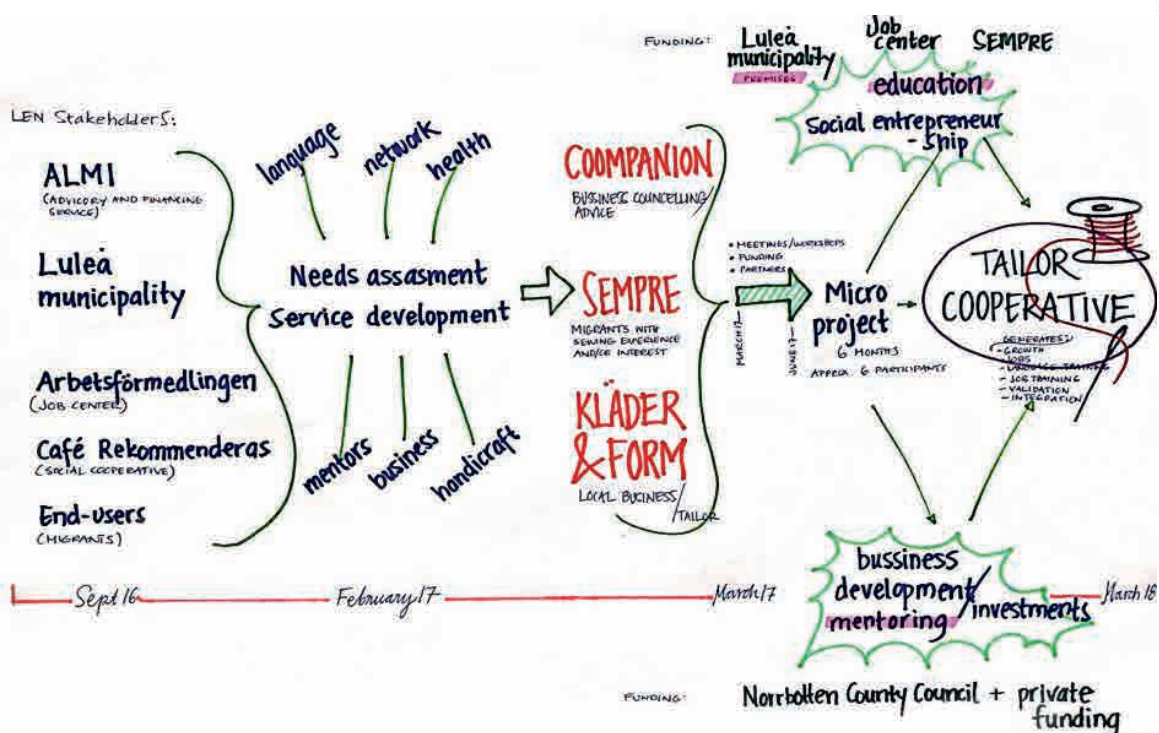 FUNDING:
Luleå
municipality
PREMISES
Job
center
SEMPRE
education
Social entrepreneur
- ship
LEN Stakeholders:
ALMI
(ADVISORY AND FINANCING
SERVICE)
Luleå
municipality
Arbetsförmedlingen
(JOB CENTER)
Café Rekommenderas
(SOCIAL COOPERATIVE)
End-users
(MIGRANTS)
language
network
health
Needs assasment
Service development
mentors
business
handicraft
COOMPANION
BUSSINESS COUNCELLING/
ADVICE
SEMPRE
MIGRANTS WITH
SEWING EXPERIENCE
AND/OR INTEREST
KLÄDER
& FORM
LOCAL BUSINESS/
TAILOR
• MEETINGS/WORKSHOPS
• FUNDING
• PARTNERS
MARCH 17
JUNE 17
Micro
project
6 MONTHS
APPROX. 6 PARTICIPANTS
TAILOR
COOPERATIVE
GENERATES:
- GROWTH
- JOBS
- LANGUAGE TRAINING
- JOB TRAINING
- VALIDATION
- INTEGRATION
bussiness
development/
mentoring
investments
Sept 16
February 17
March 17
March 18
FUNDING:
Norrbotten County Council + private
funding